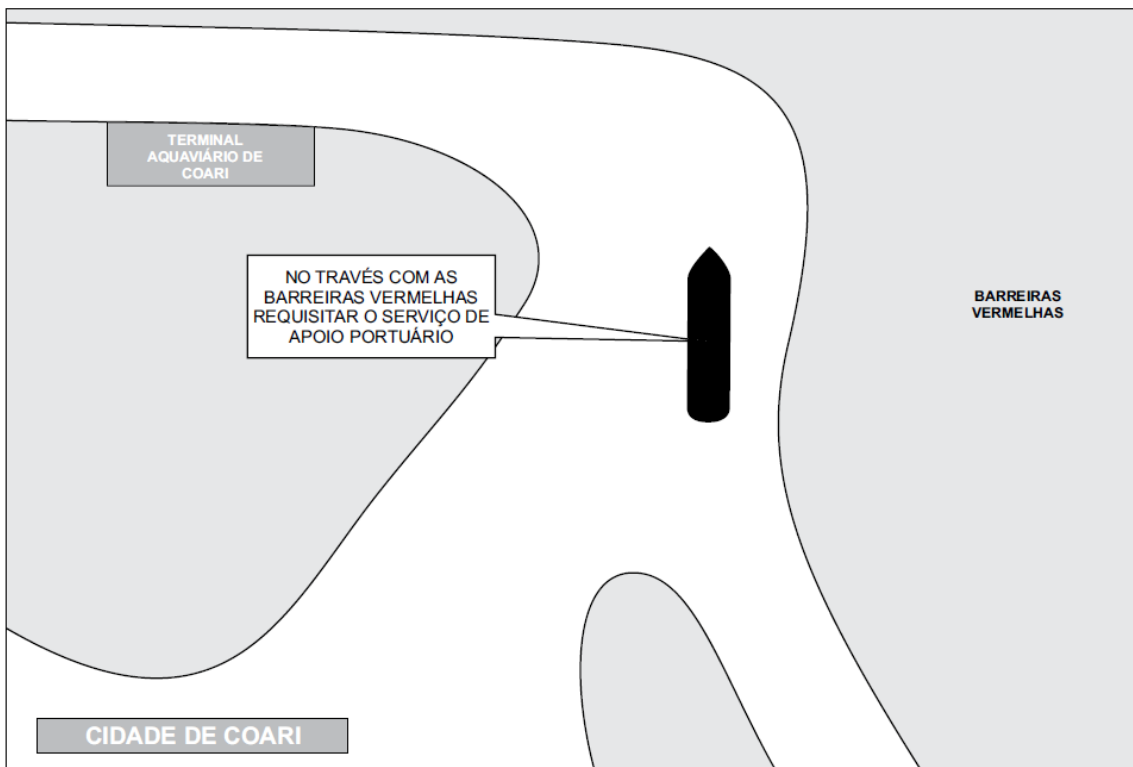 TERMINAL
AQUAVIÁRIO DE
COARI
NO TRAVÉS COM AS
BARREIRAS VERMELHAS
REQUISITAR O SERVIÇO DE
APOIO PORTUÁRIO
BARREIRAS
VERMELHAS
CIDADE DE COARI